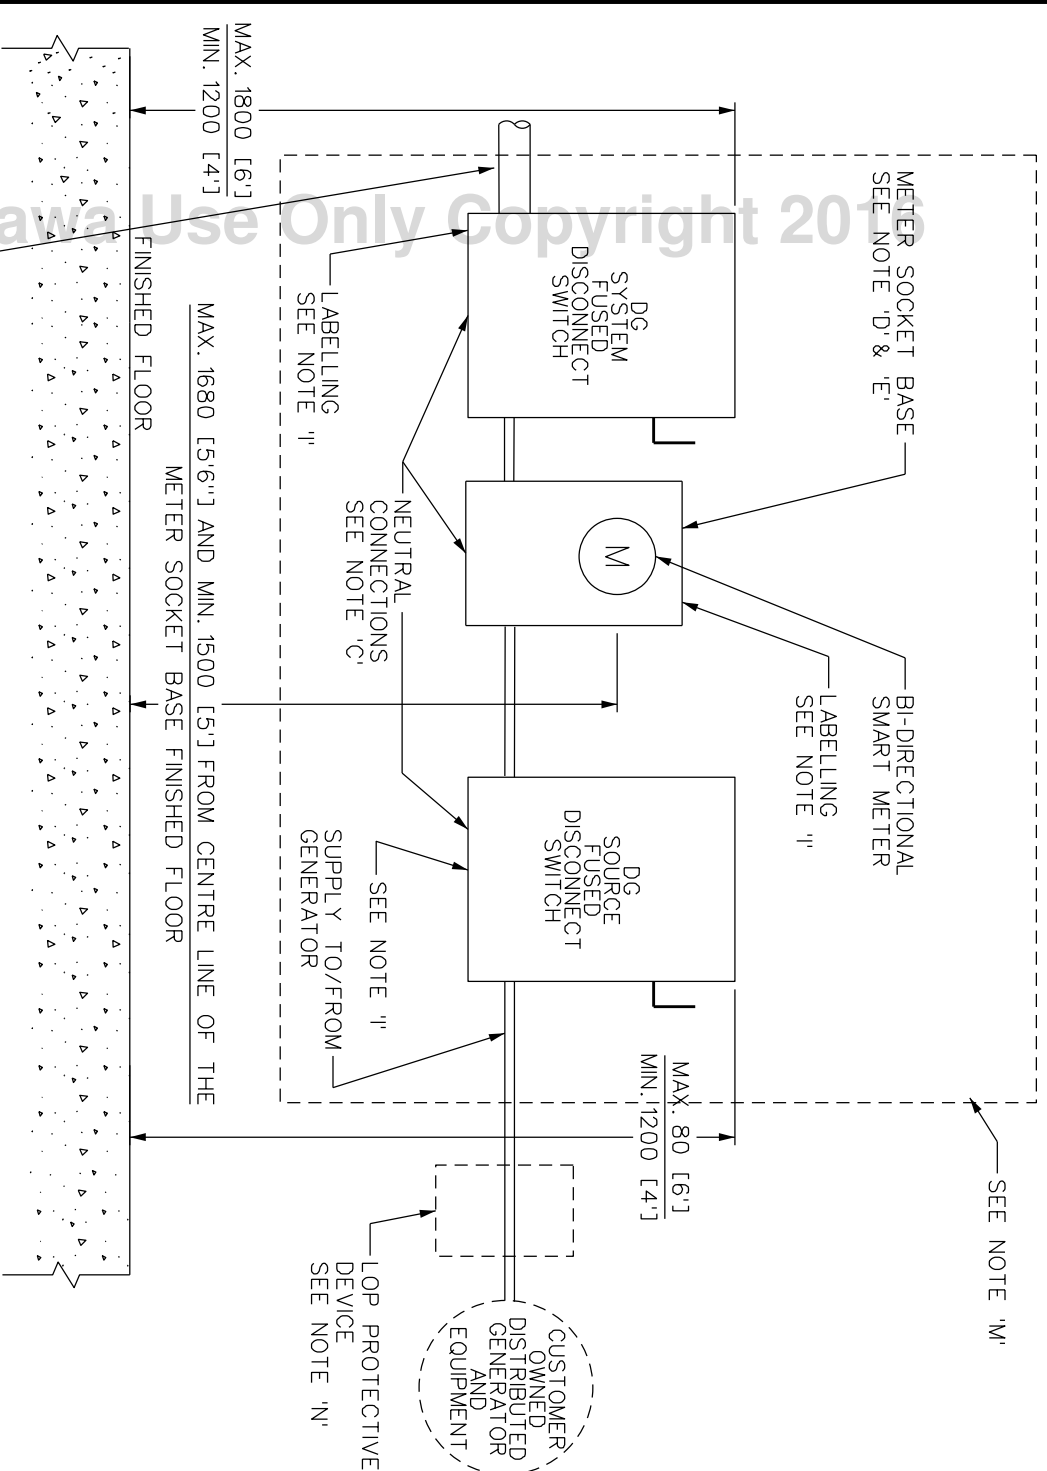 MAX. 1800 [6']
MIN. 1200 [4']
METER SOCKET BASE
SEE NOTE 'D' & 'E'
DG
SYSTEM
FUSED
DISCONNECT
SWITCH
LABELLING
SEE NOTE 'I'
NEUTRAL
CONNECTIONS
SEE NOTE 'C'
M
BI-DIRECTIONAL
SMART METER
LABELLING
SEE NOTE 'I'
DG
SOURCE
FUSED
DISCONNECT
SWITCH
SEE NOTE 'I'
SUPPLY TO/FROM
GENERATOR
MAX. 80 [6']
MIN. 1200 [4']
SEE NOTE 'M'
LOP PROTECTIVE
DEVICE
SEE NOTE 'N'
CUSTOMER
OWNED
DISTRIBUTED
GENERATOR
AND
EQUIPMENT
FINISHED FLOOR
MAX. 1680 [5'6"] AND MIN. 1500 [5'] FROM CENTRE LINE OF THE
METER SOCKET BASE FINISHED FLOOR
awa Use Only Copyright 2016